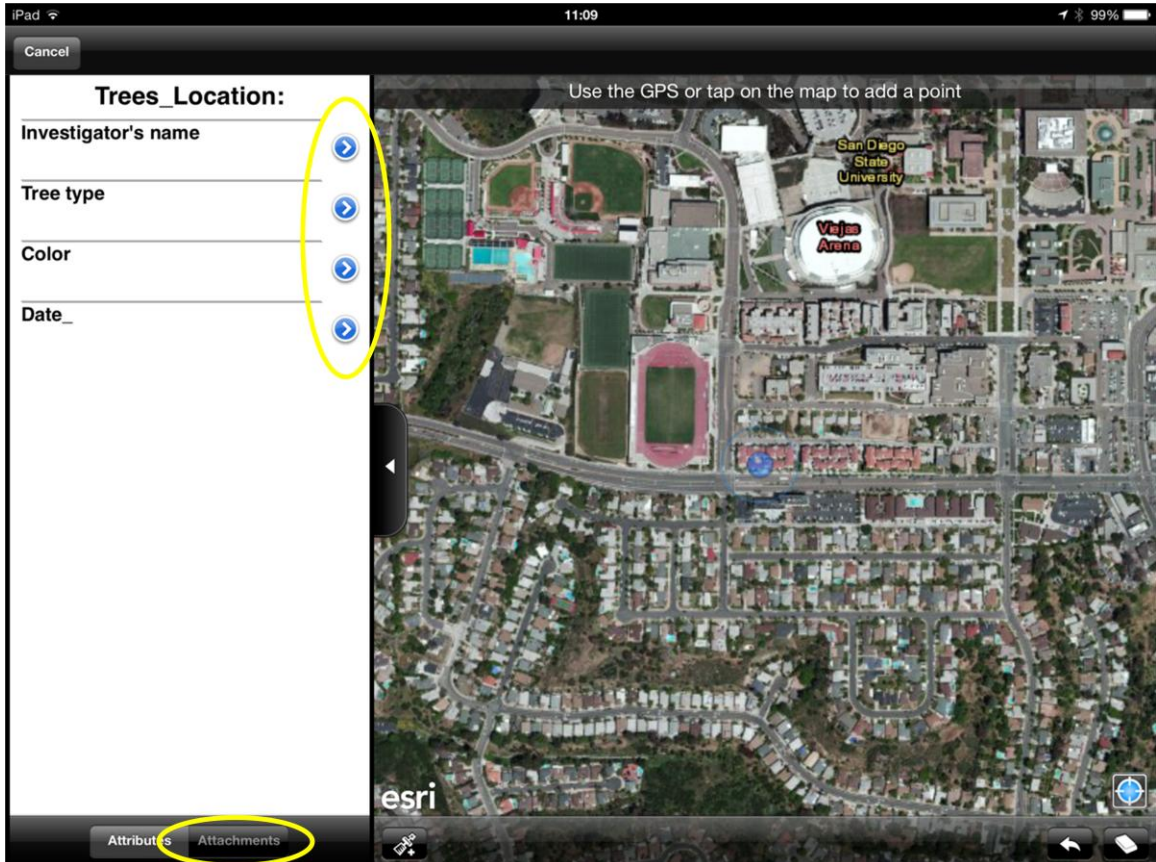 iPad 11:09 99%
Cancel
Trees_Location:
Use the GPS or tap on the map to add a point
Investigator's name
Tree type
Color
Date_
San Diego
State
University
Viejas
Arena
esri
Attributes Attachments